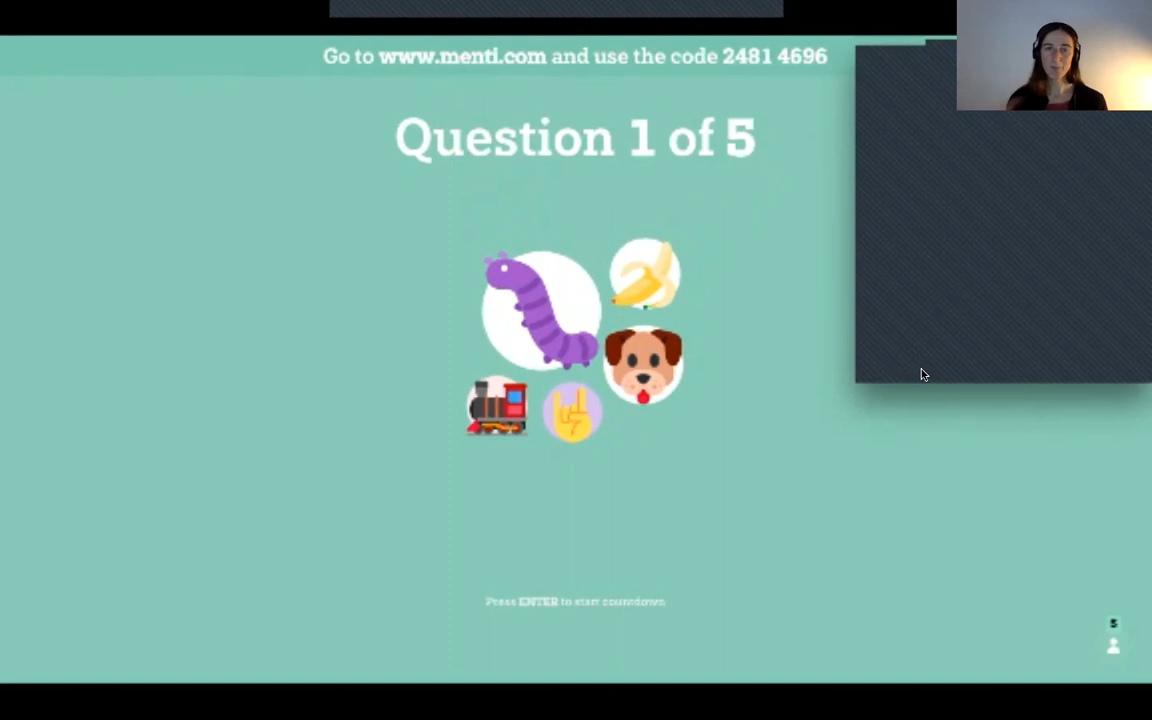 Go to www.menti.com and use the code 2481 4696
Question 1 of 5
Press ENTER to start countdown
5